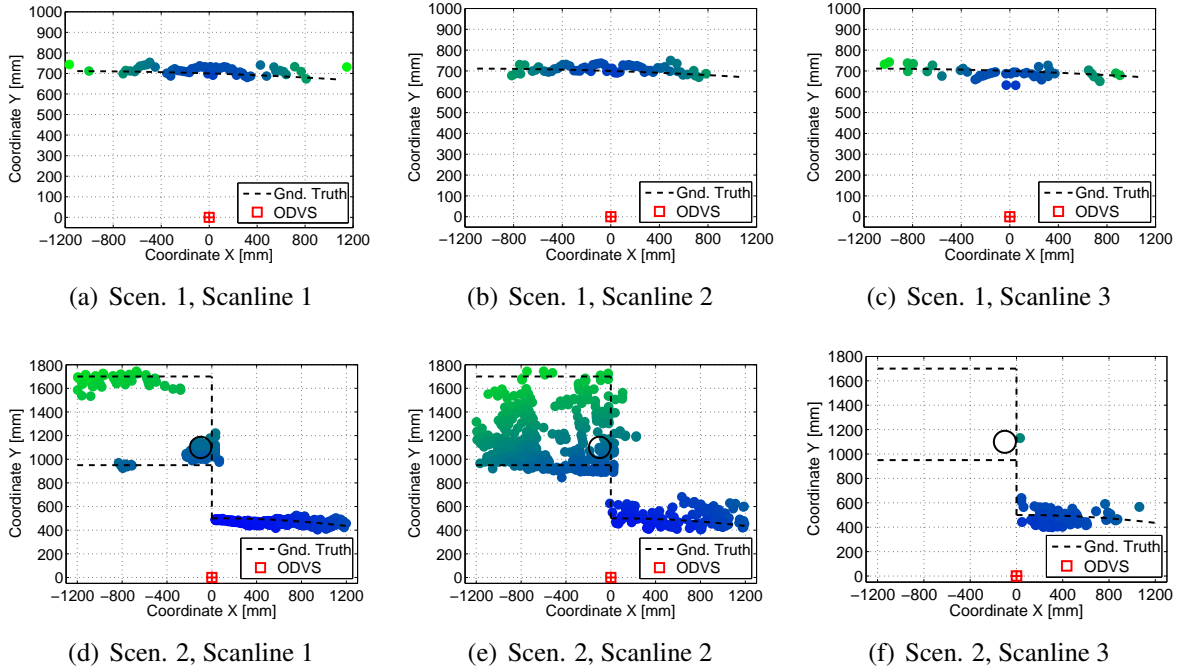 1000
900
800
700
600
500
400
300
200
100
0
Coordinate Y [mm]
−1200 −800 −400 0 400 800 1200
Coordinate X [mm]
Gnd. Truth
ODVS
(a) Scen. 1, Scanline 1
1000
900
800
700
600
500
400
300
200
100
0
Coordinate Y [mm]
−1200 −800 −400 0 400 800 1200
Coordinate X [mm]
Gnd. Truth
ODVS
(b) Scen. 1, Scanline 2
1000
900
800
700
600
500
400
300
200
100
0
Coordinate Y [mm]
−1200 −800 −400 0 400 800 1200
Coordinate X [mm]
Gnd. Truth
ODVS
(c) Scen. 1, Scanline 3
1800
1600
1400
1200
1000
800
600
400
200
0
Coordinate Y [mm]
−1200 −800 −400 0 400 800 1200
Coordinate X [mm]
Gnd. Truth
ODVS
(d) Scen. 2, Scanline 1
1800
1600
1400
1200
1000
800
600
400
200
0
Coordinate Y [mm]
−1200 −800 −400 0 400 800 1200
Coordinate X [mm]
Gnd. Truth
ODVS
(e) Scen. 2, Scanline 2
1800
1600
1400
1200
1000
800
600
400
200
0
Coordinate Y [mm]
−1200 −800 −400 0 400 800 1200
Coordinate X [mm]
Gnd. Truth
ODVS
(f) Scen. 2, Scanline 3